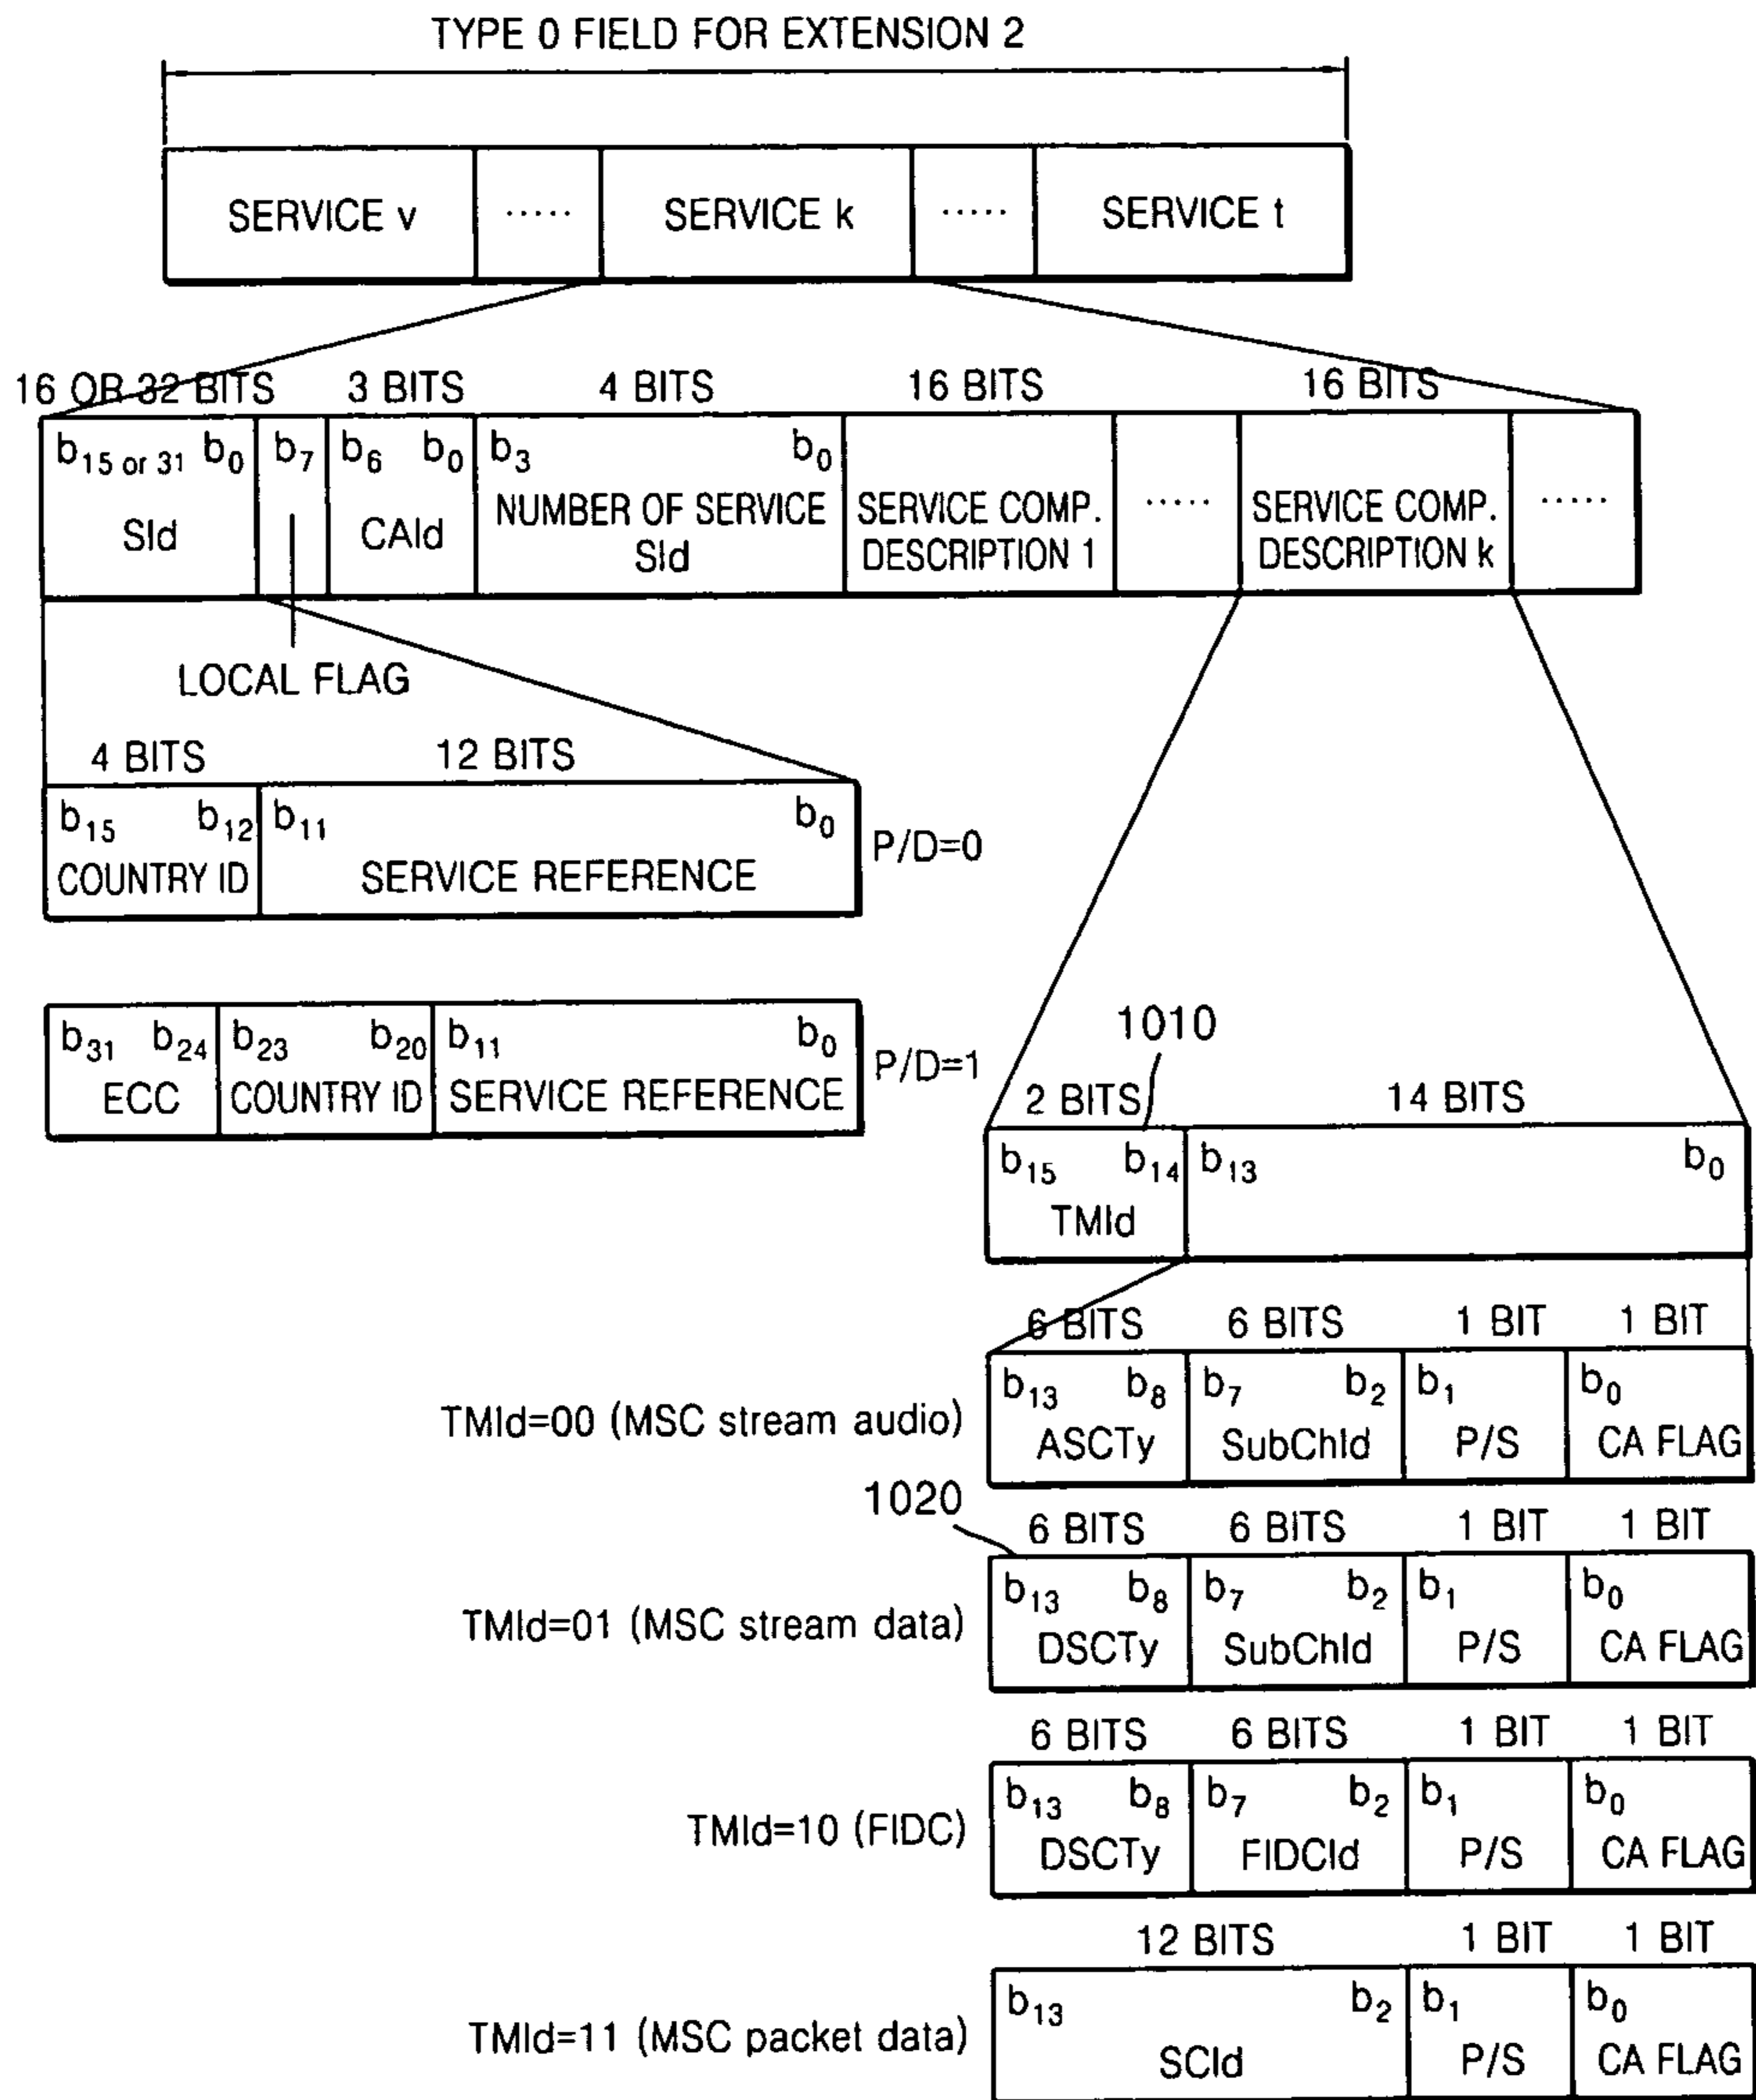 TYPE 0 FIELD FOR EXTENSION 2
SERVICE v ..... SERVICE k ..... SERVICE t
16 OR 32 BITS 3 BITS 4 BITS 16 BITS 16 BITS
b15 or 31 b0 b7 b6 b0 b3 b0
SId CAId NUMBER OF SERVICE SId SERVICE COMP. DESCRIPTION 1 ..... SERVICE COMP. DESCRIPTION k .....
LOCAL FLAG
4 BITS 12 BITS
b15 b12 b11 b0
COUNTRY ID SERVICE REFERENCE P/D=0
b31 b24 b23 b20 b11 b0
ECC COUNTRY ID SERVICE REFERENCE P/D=1
1010
2 BITS 14 BITS
b15 b14 b13 b0
TMId
6 BITS 6 BITS 1 BIT 1 BIT
b13 b8 b7 b2 b1 b0
TMId=00 (MSC stream audio) ASCTy SubChId P/S CA FLAG
1020
6 BITS 6 BITS 1 BIT 1 BIT
b13 b8 b7 b2 b1 b0
TMId=01 (MSC stream data) DSCTy SubChId P/S CA FLAG
6 BITS 6 BITS 1 BIT 1 BIT
b13 b8 b7 b2 b1 b0
TMId=10 (FIDC) DSCTy FIDCId P/S CA FLAG
12 BITS 1 BIT 1 BIT
b13 b2 b1 b0
TMId=11 (MSC packet data) SCId P/S CA FLAG